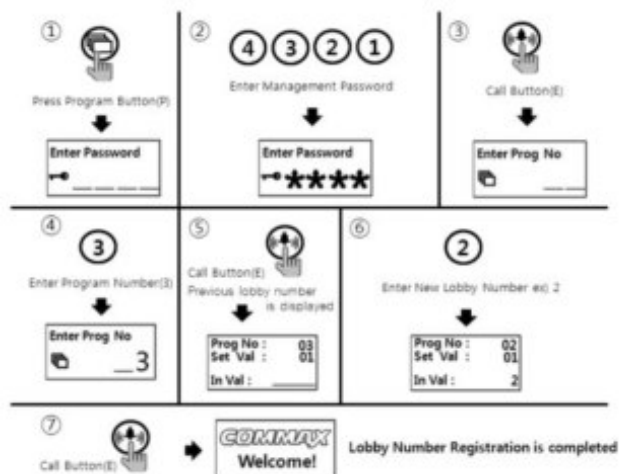 ①
Press Program Button(P)
Enter Password
_ _ _ _
②
4 3 2 1
Enter Management Password
Enter Password
****
③
Call Button(E)
Enter Prog No
_ _
④
3
Enter Program Number(3)
Enter Prog No
_3
⑤
Call Button(E)
Previous lobby number
is displayed
Prog No : 03
Set Val : 01
In Val : ____
⑥
2
Enter New Lobby Number ex) 2
Prog No : 02
Set Val : 01
In Val : 2
⑦
Call Button(E)
COMMAX
Welcome!
Lobby Number Registration is completed